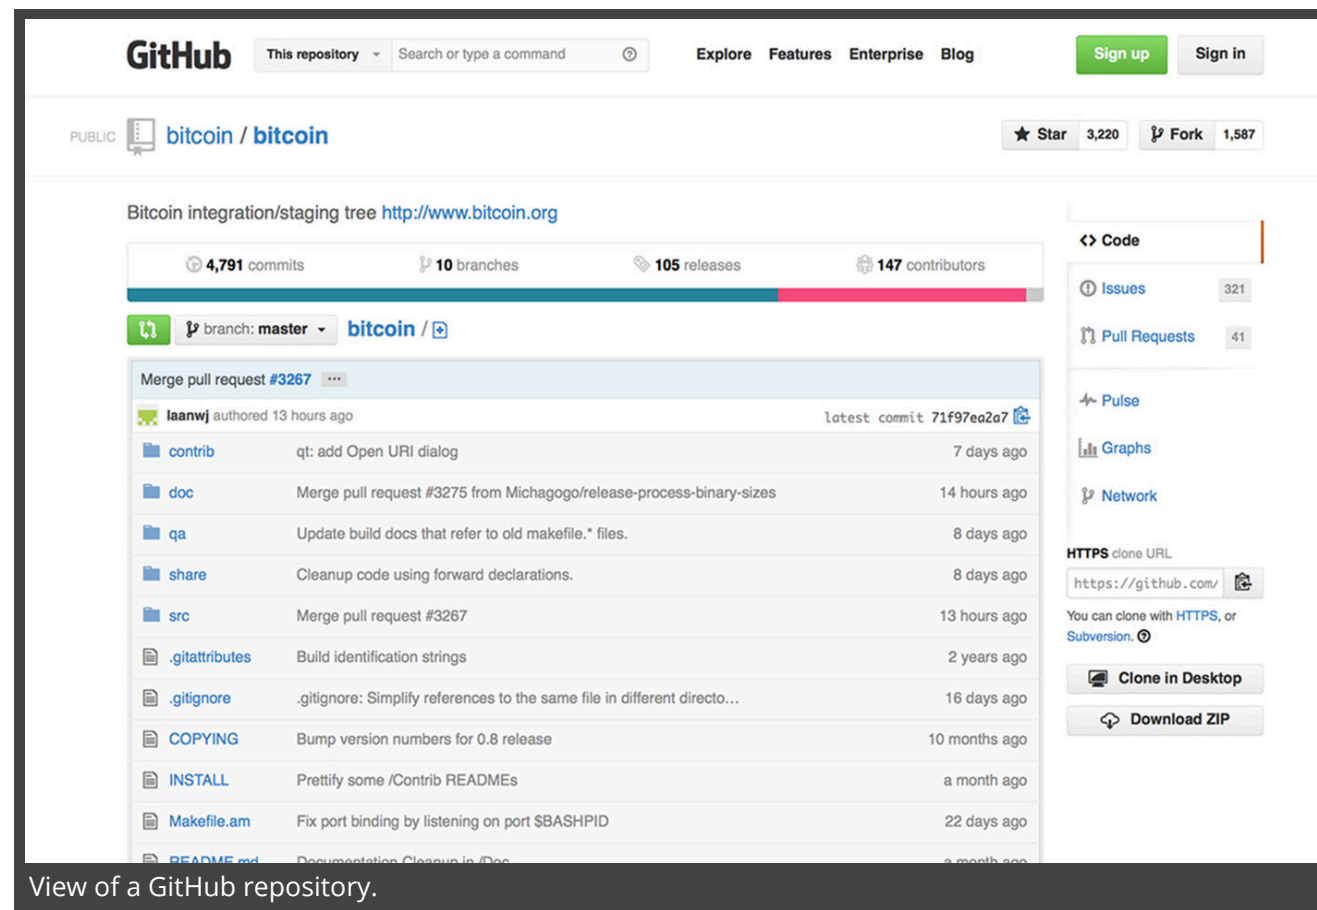 GitHub This repository Search or type a command Explore Features Enterprise Blog Sign up Sign in
PUBLIC bitcoin / bitcoin Star 3,220 Fork 1,587
Bitcoin integration/staging tree http://www.bitcoin.org
4,791 commits 10 branches 105 releases 147 contributors
branch: master bitcoin /
Merge pull request #3267 ...
laanwj authored 13 hours ago latest commit 71f97ea2a7
contrib qt: add Open URI dialog 7 days ago
doc Merge pull request #3275 from Michagogo/release-process-binary-sizes 14 hours ago
qa Update build docs that refer to old makefile.* files. 8 days ago
share Cleanup code using forward declarations. 8 days ago
src Merge pull request #3267 13 hours ago
.gitattributes Build identification strings 2 years ago
.gitignore .gitignore: Simplify references to the same file in different directo... 16 days ago
COPYING Bump version numbers for 0.8 release 10 months ago
INSTALL Prettify some /Contrib READMEs a month ago
Makefile.am Fix port binding by listening on port $BASHPID 22 days ago
README.md Documentation Cleanup in /Doc a month ago
<> Code
Issues 321
Pull Requests 41
Pulse
Graphs
Network
HTTPS clone URL
https://github.com/
You can clone with HTTPS, or
Subversion.
Clone in Desktop
Download ZIP
View of a GitHub repository.